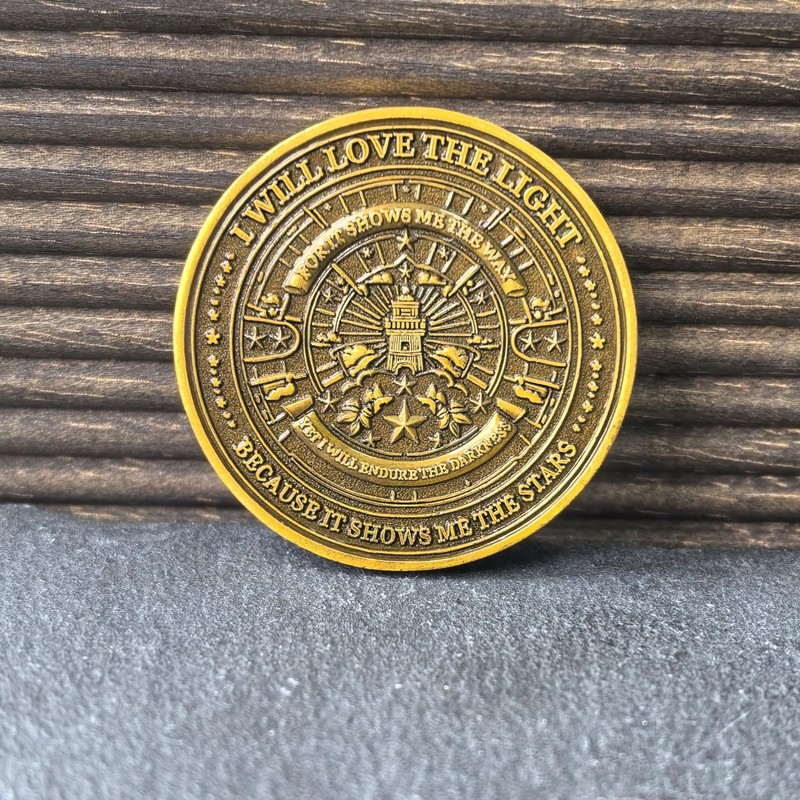 I WILL LOVE THE LIGHT
FOR IT SHOWS ME THE WAY
YET I WILL ENDURE THE DARKNESS
BECAUSE IT SHOWS ME THE STARS